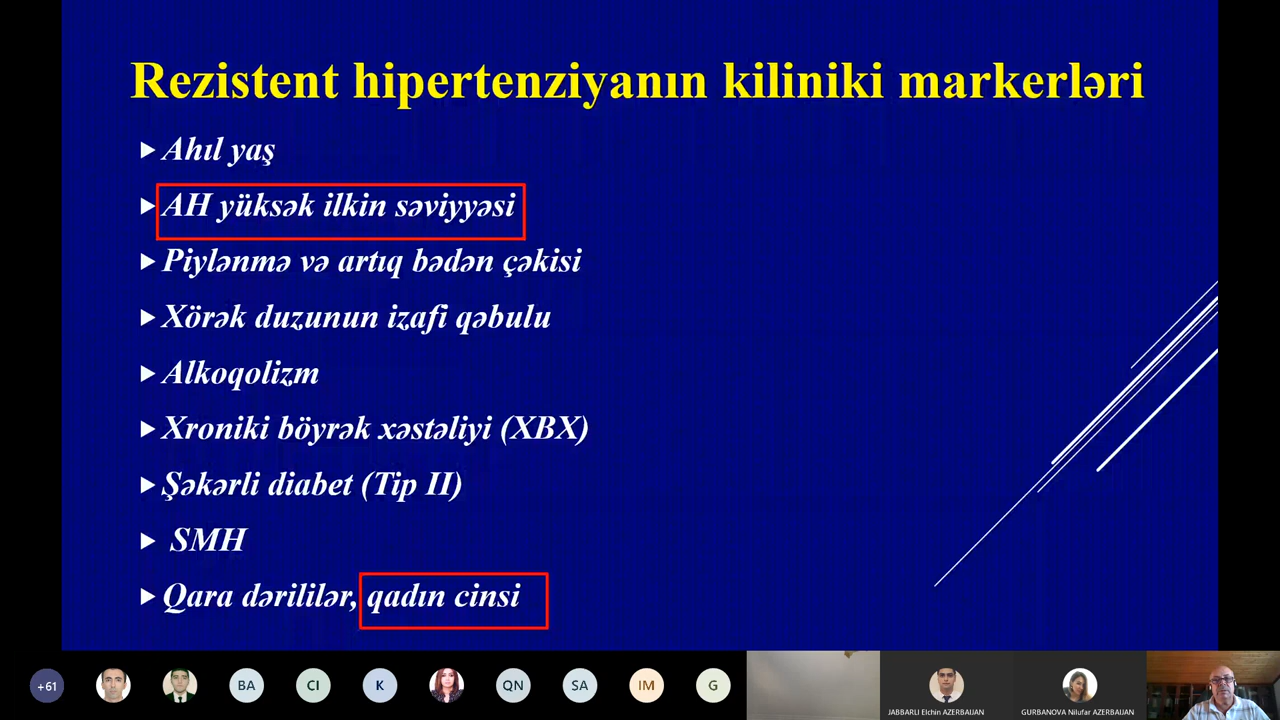 Rezistent hipertenziyanın kiliniki markerləri
Ahıl yaş
AH yüksək ilkin səviyyəsi
Piylənmə və artıq bədən çəkisi
Xörək duzunun izafi qəbulu
Alkoqolizm
Xroniki böyrək xəstəliyi (XBX)
Şəkərli diabet (Tip II)
SMH
Qara dərililər, qadın cinsi
+61 BA CI K QN SA IM G
JABBARLI Elchin AZERBAIJAN
GURBANOVA Nilufar AZERBAIJAN